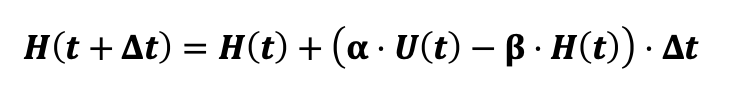 H(t + Δt) = H(t) + (α · U(t) − β · H(t)) · Δt